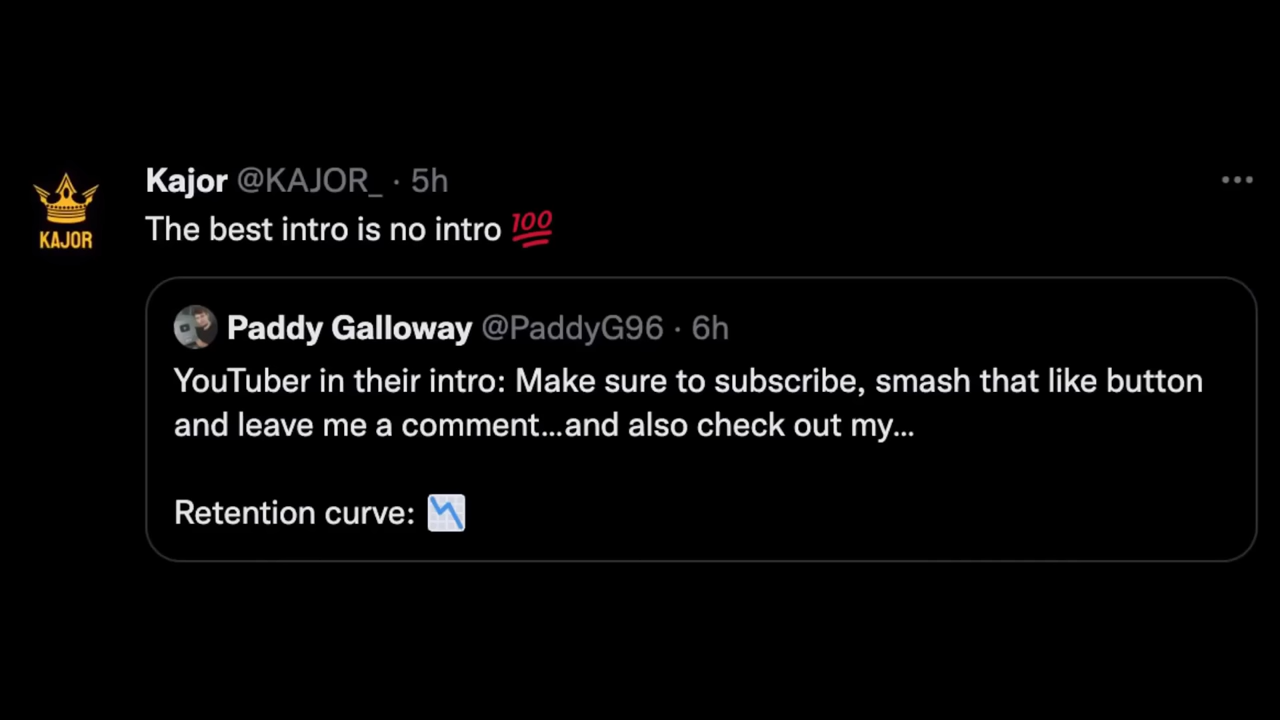 Kajor @KAJOR_ · 5h
KAJOR
The best intro is no intro 💯
Paddy Galloway @PaddyG96 · 6h
YouTuber in their intro: Make sure to subscribe, smash that like button
and leave me a comment...and also check out my...
Retention curve: 📉